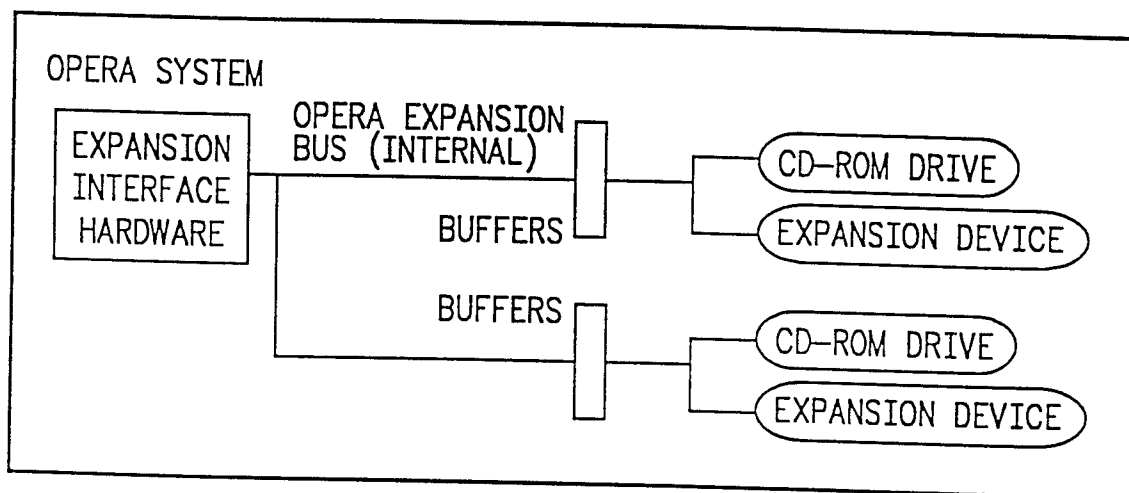 OPERA SYSTEM
EXPANSION
INTERFACE
HARDWARE
OPERA EXPANSION
BUS (INTERNAL)
BUFFERS
CD-ROM DRIVE
EXPANSION DEVICE
BUFFERS
CD-ROM DRIVE
EXPANSION DEVICE